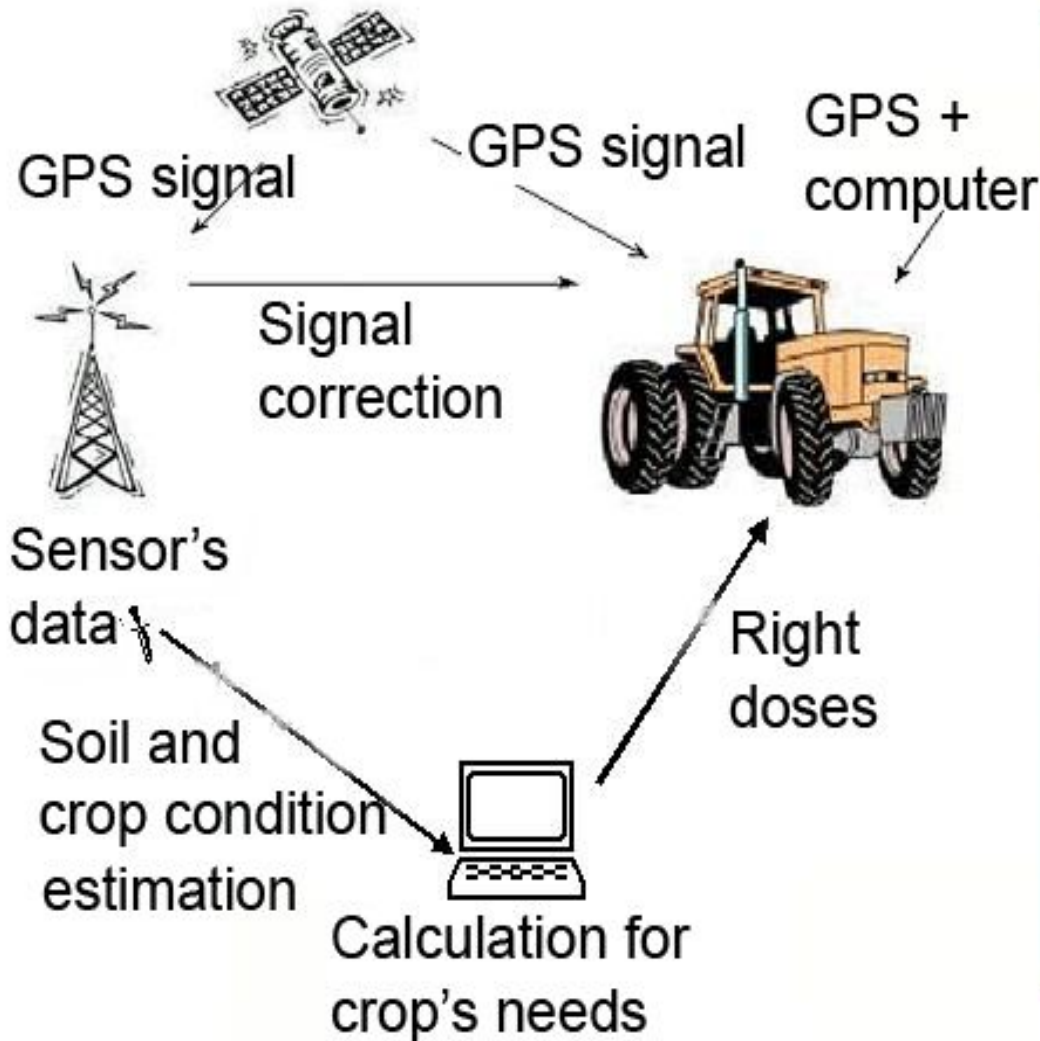 GPS signal
GPS signal
GPS +
computer
Signal
correction
Sensor's
data
Right
doses
Soil and
crop condition
estimation
Calculation for
crop's needs